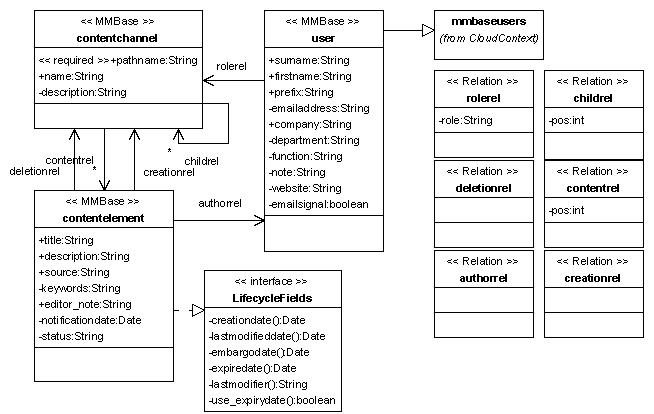 << MMBase >>
contentchannel
<< required >>+pathname:String
+name:String
-description:String
<< MMBase >>
user
+surname:String
+firstname:String
+prefix:String
-emailaddress:String
+company:String
-department:String
-function:String
-note:String
-website:String
-emailsignal:boolean
mmbaseusers
(from CloudContext)
rolerel
<< Relation >>
rolerel
-role:String
<< Relation >>
childrel
-pos:int
*
childrel
contentrel
deletionrel
*
creationrel
<< Relation >>
deletionrel
<< Relation >>
contentrel
-pos:int
<< MMBase >>
contentelement
+title:String
+description:String
+source:String
-keywords:String
+editor_note:String
-notificationdate:Date
-status:String
authorrel
<< Relation >>
authorrel
<< Relation >>
creationrel
<< interface >>
LifecycleFields
-creationdate():Date
-lastmodifieddate():Date
-embargodate():Date
-expiredate():Date
-lastmodifier():String
-use_expirydate():boolean